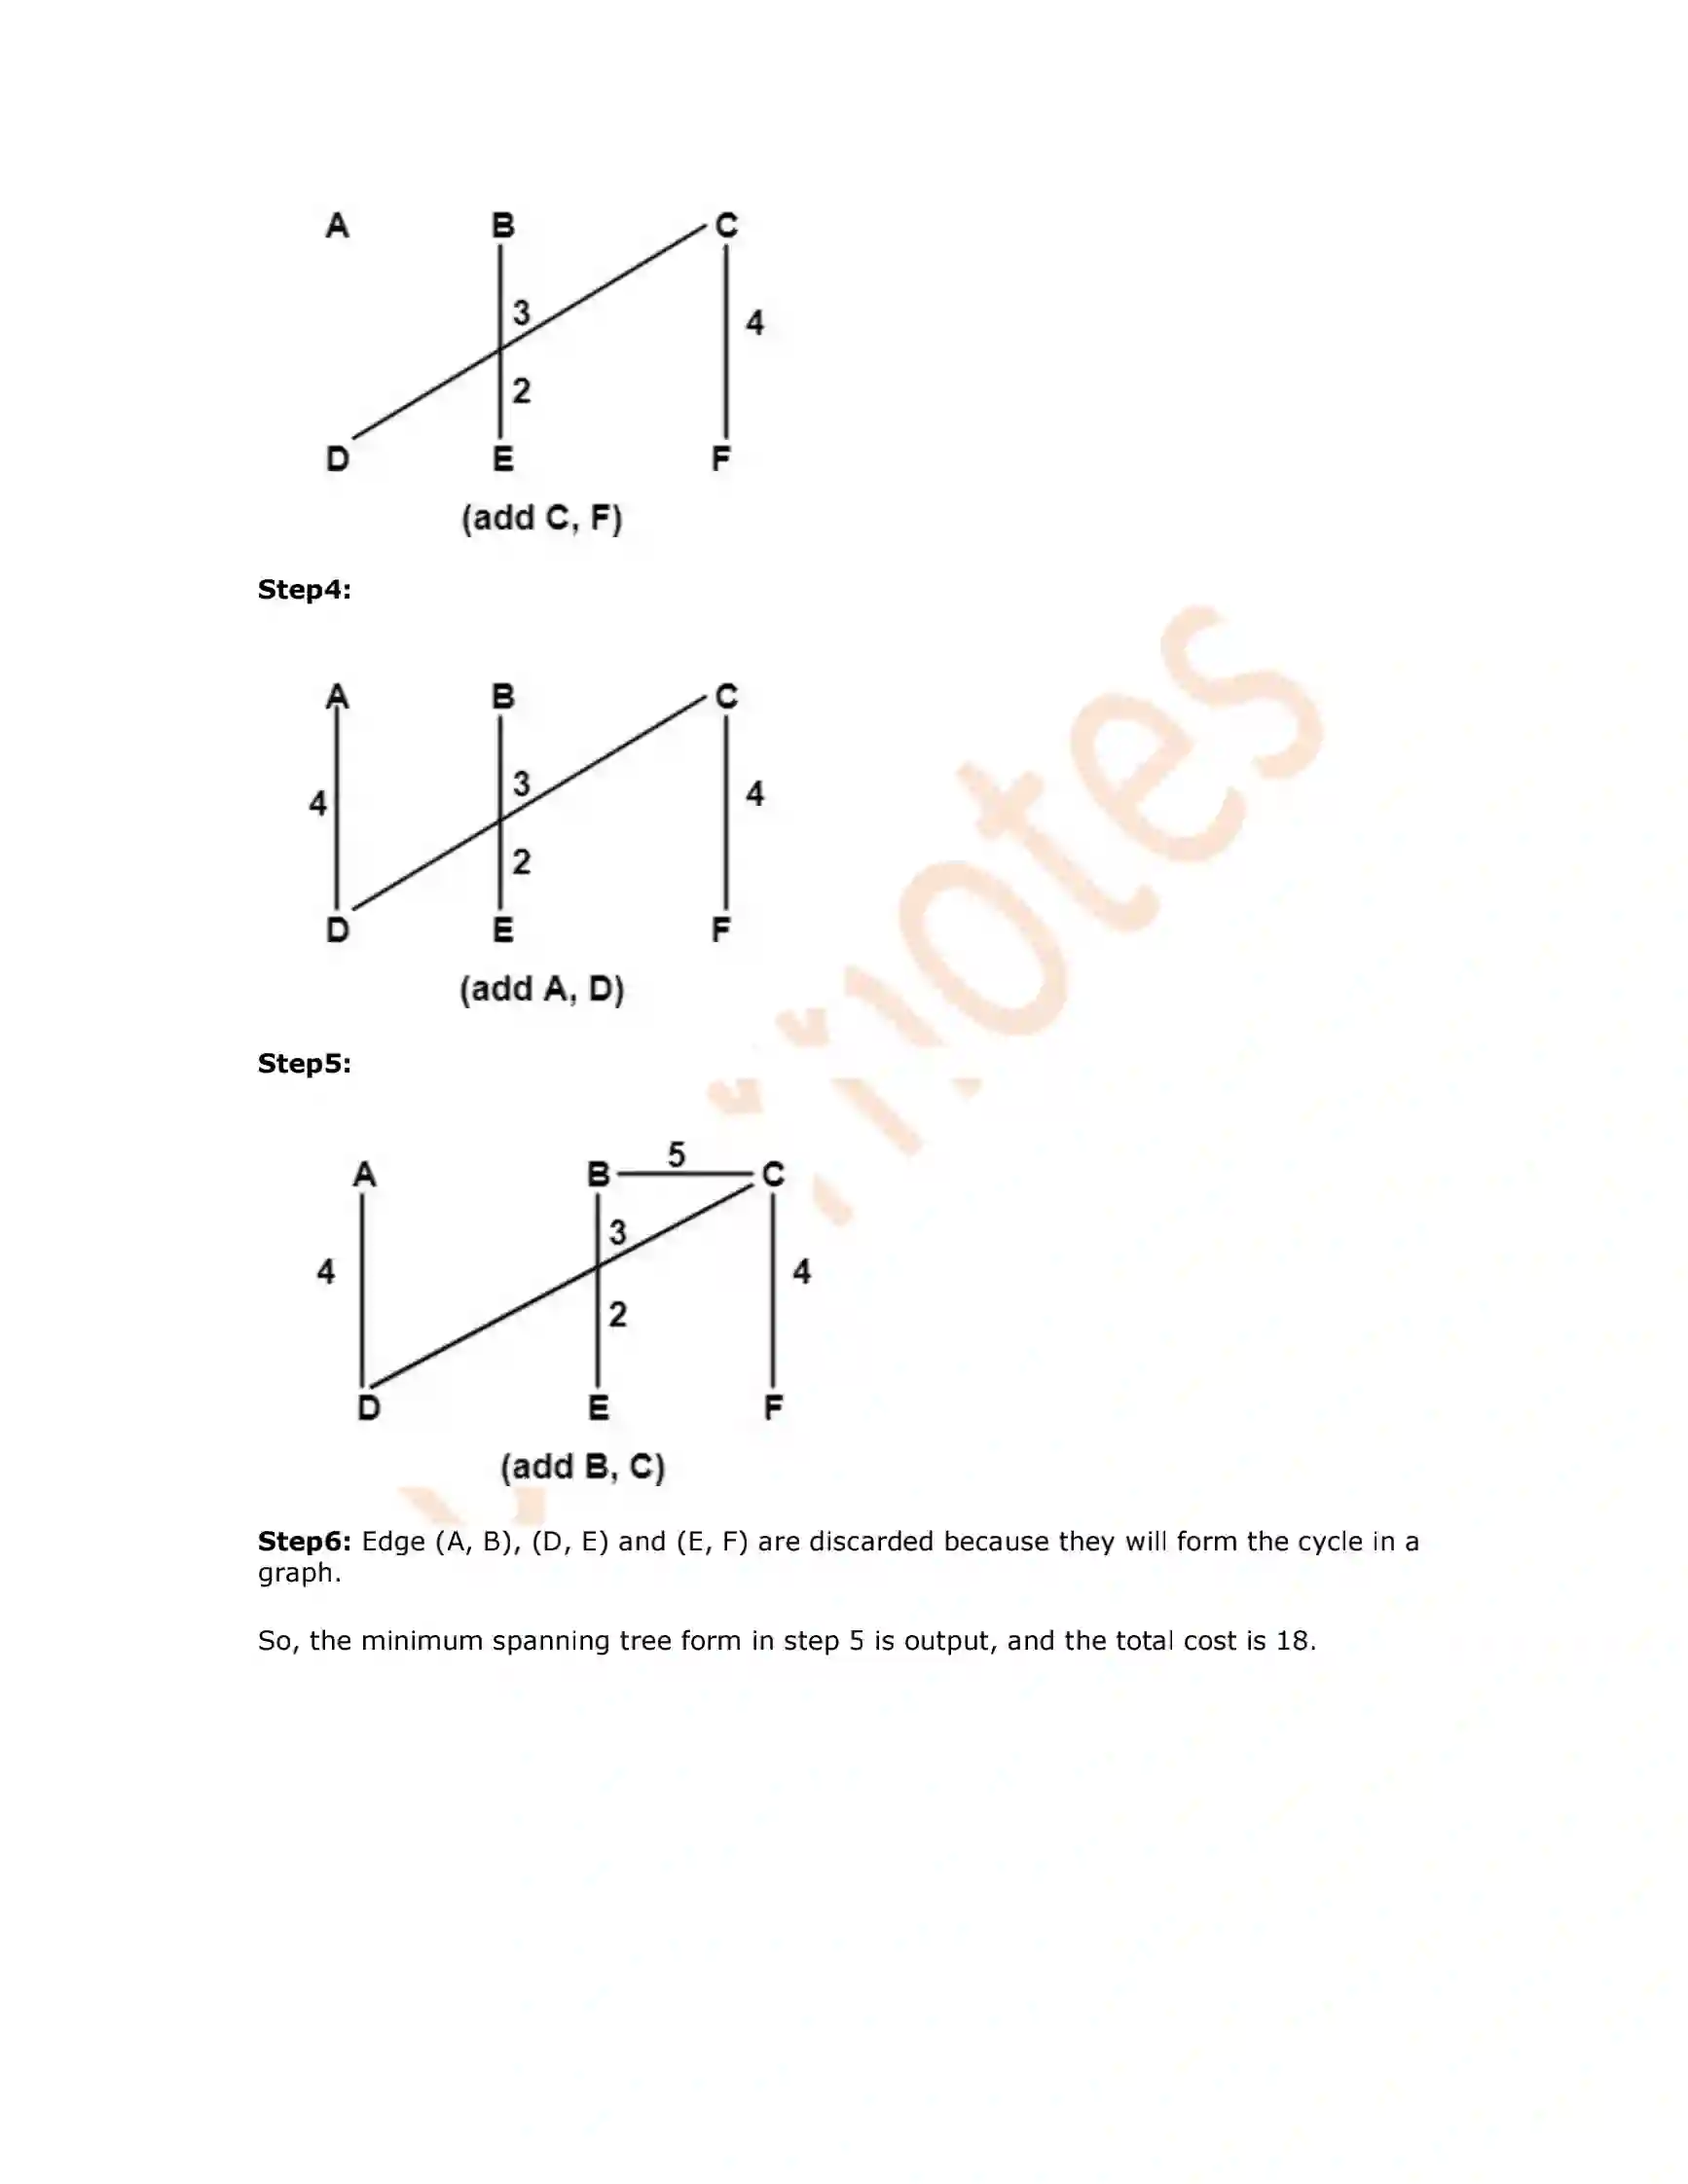 A B C
3
4
2
D E F
(add C, F)
Step4:
A B C
3
4
4
2
D E F
(add A, D)
Step5:
5
A B C
3
4 4
2
D E F
(add B, C)
Step6: Edge (A, B), (D, E) and (E, F) are discarded because they will form the cycle in a
graph.
So, the minimum spanning tree form in step 5 is output, and the total cost is 18.